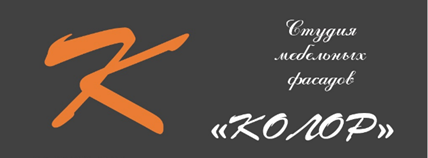 К
Студия
мебельных
фасадов
«КОЛОР»